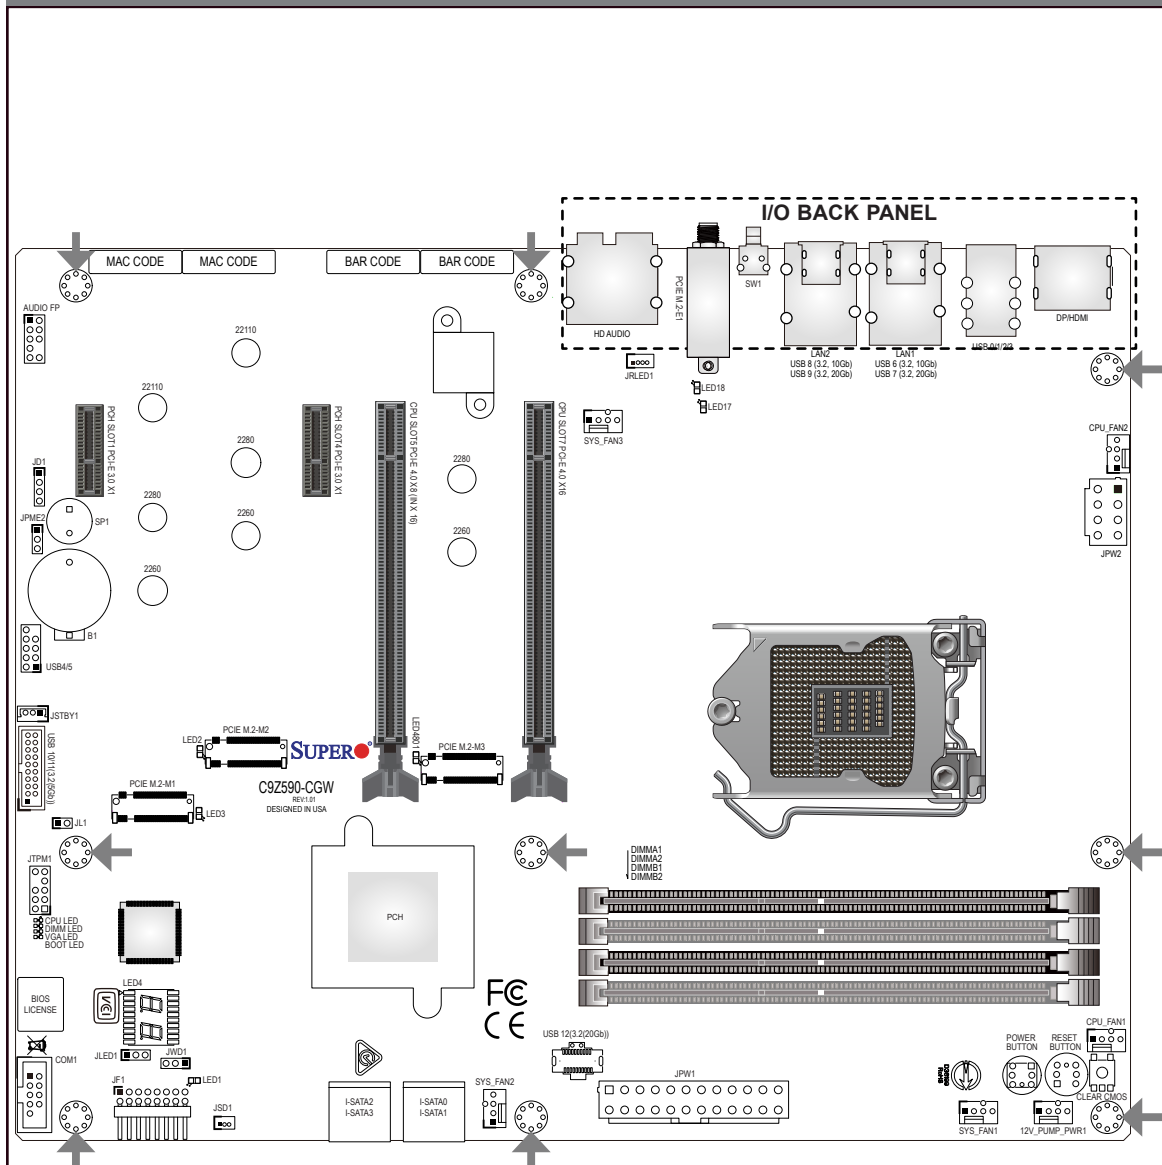 I/O BACK PANEL
MAC CODE
MAC CODE
BAR CODE
BAR CODE
AUDIO FP
HD AUDIO
PCIE M.2-E1
SW1
LAN2
USB 8 (3.2, 10Gb)
USB 9 (3.2, 20Gb)
LAN1
USB 6 (3.2, 10Gb)
USB 7 (3.2, 20Gb)
USB 0/1/2/3
DP/HDMI
JRLED1
LED18
LED17
SYS_FAN3
CPU_FAN2
JPW2
22110
22110
2280
2280
2260
2260
2280
2260
PCH SLOT1 PCI-E 3.0 X1
PCH SLOT4 PCI-E 3.0 X1
CPU SLOT5 PCI-E 4.0 X8 (IN X 16)
CPU SLOT7 PCI-E 4.0 X16
JD1
SP1
JPME2
B1
USB4/5
JSTBY1
USB 10/11(3.2(5Gb))
LED2
PCIE M.2-M2
SUPER
LED4801
PCIE M.2-M3
C9Z590-CGW
REV:1.01
DESIGNED IN USA
PCIE M.2-M1
LED3
JL1
JTPM1
CPU LED
DIMM LED
VGA LED
BOOT LED
DIMMA1
DIMMA2
DIMMB1
DIMMB2
PCH
BIOS
LICENSE
LED4
VCI
FC
CE
USB 12(3.2(20Gb))
COM1
JLED1
JWD1
JF1
LED1
JSD1
I-SATA2
I-SATA3
I-SATA0
I-SATA1
SYS_FAN2
JPW1
POWER
BUTTON
RESET
BUTTON
CPU_FAN1
CLEAR CMOS
SYS_FAN1
12V_PUMP_PWR1